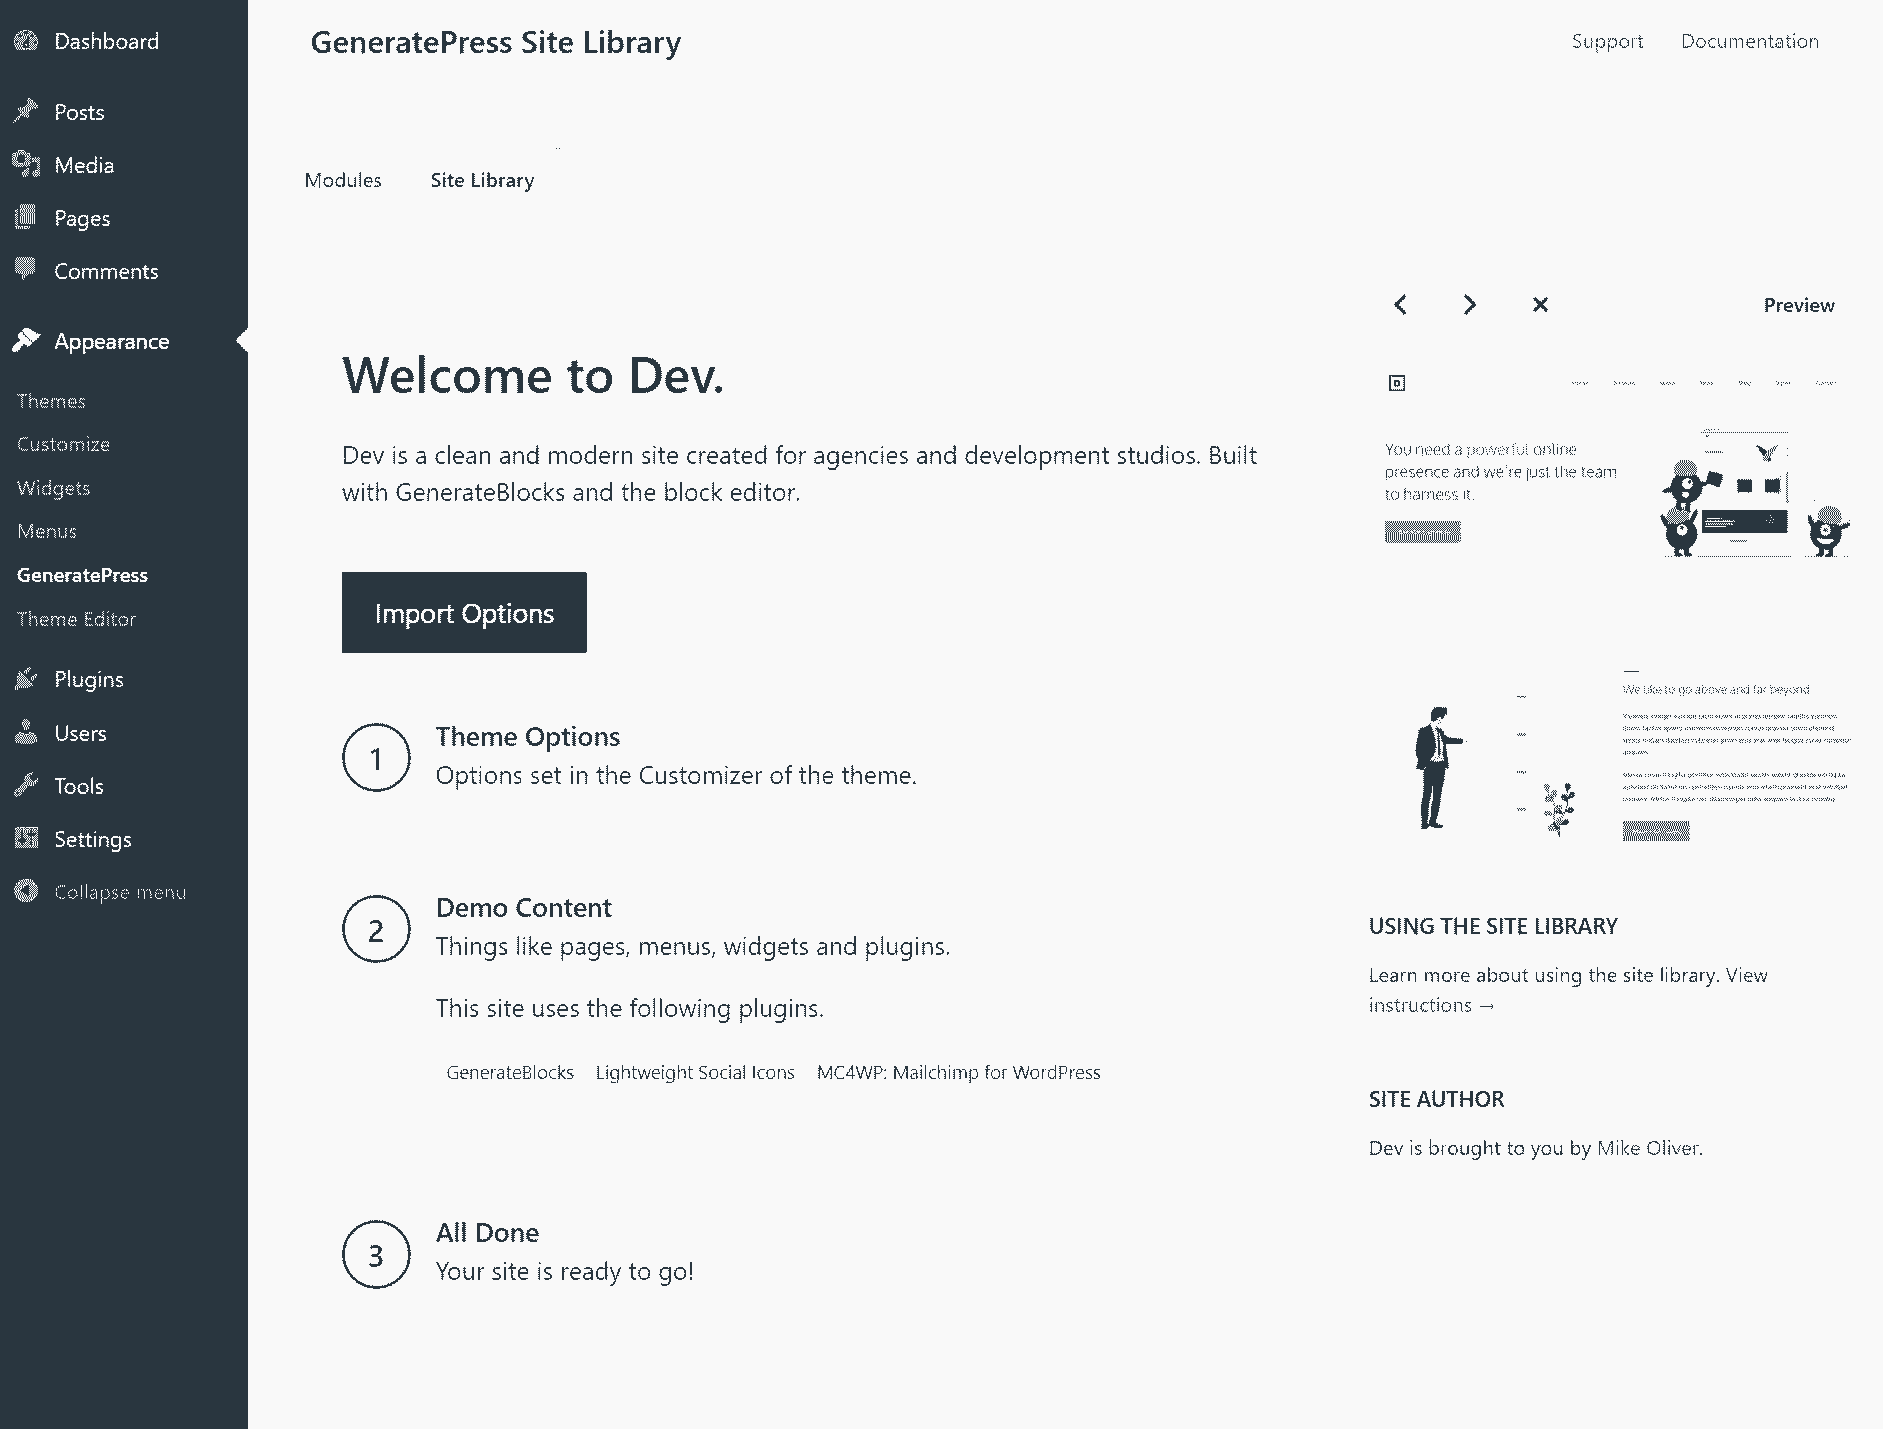 Dashboard
Posts
Media
Pages
Comments
Appearance
Themes
Customize
Widgets
Menus
GeneratePress
Theme Editor
Plugins
Users
Tools
Settings
Collapse menu
GeneratePress Site Library
Support
Documentation
Modules
Site Library
Welcome to Dev.
Dev is a clean and modern site created for agencies and development studios. Built
with GenerateBlocks and the block editor.
Import Options
1
Theme Options
Options set in the Customizer of the theme.
2
Demo Content
Things like pages, menus, widgets and plugins.
This site uses the following plugins.
GenerateBlocks
Lightweight Social Icons
MC4WP: Mailchimp for WordPress
3
All Done
Your site is ready to go!
Preview
You need a powerful online
presence and we're just the team
to harness it.
We like to go above and far beyond
USING THE SITE LIBRARY
Learn more about using the site library. View
instructions →
SITE AUTHOR
Dev is brought to you by Mike Oliver.